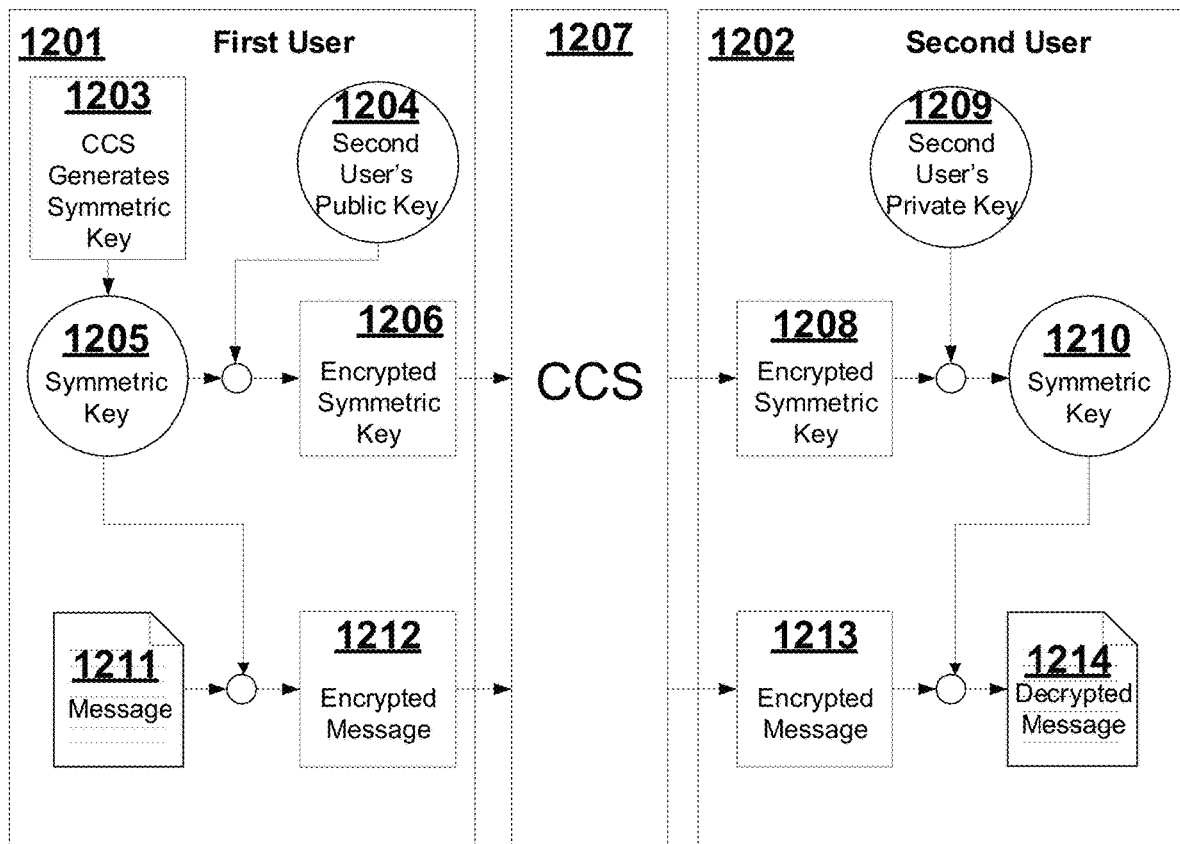 1201 First User
1203
CCS
Generates
Symmetric
Key
1204
Second
User's
Public Key
1205
Symmetric
Key
1206
Encrypted
Symmetric
Key
1211
Message
1212
Encrypted
Message
1207
CCS
1202 Second User
1209
Second
User's
Private Key
1208
Encrypted
Symmetric
Key
1210
Symmetric
Key
1213
Encrypted
Message
1214
Decrypted
Message